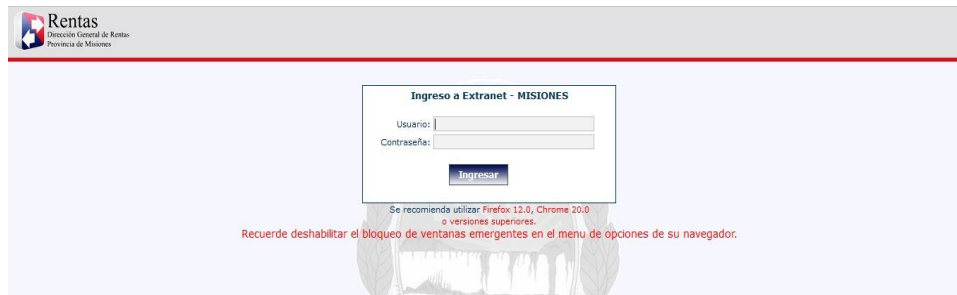 Rentas
Dirección General de Rentas
Provincia de Misiones
Ingreso a Extranet - MISIONES
Usuario:
Contraseña:
Ingresar
Se recomienda utilizar Firefox 12.0, Chrome 20.0
o versiones superiores.
Recuerde deshabilitar el bloqueo de ventanas emergentes en el menu de opciones de su navegador.